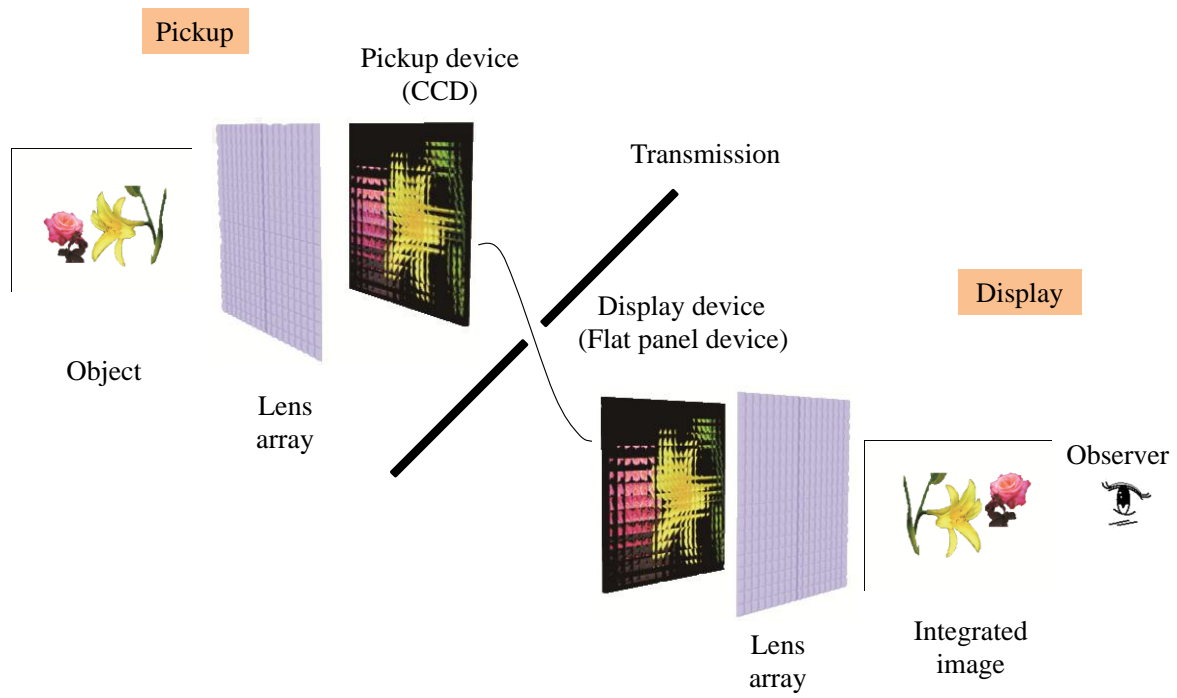 Pickup
Pickup device
(CCD)
Object
Lens
array
Transmission
Display
Display device
(Flat panel device)
Observer
Lens
array
Integrated
image